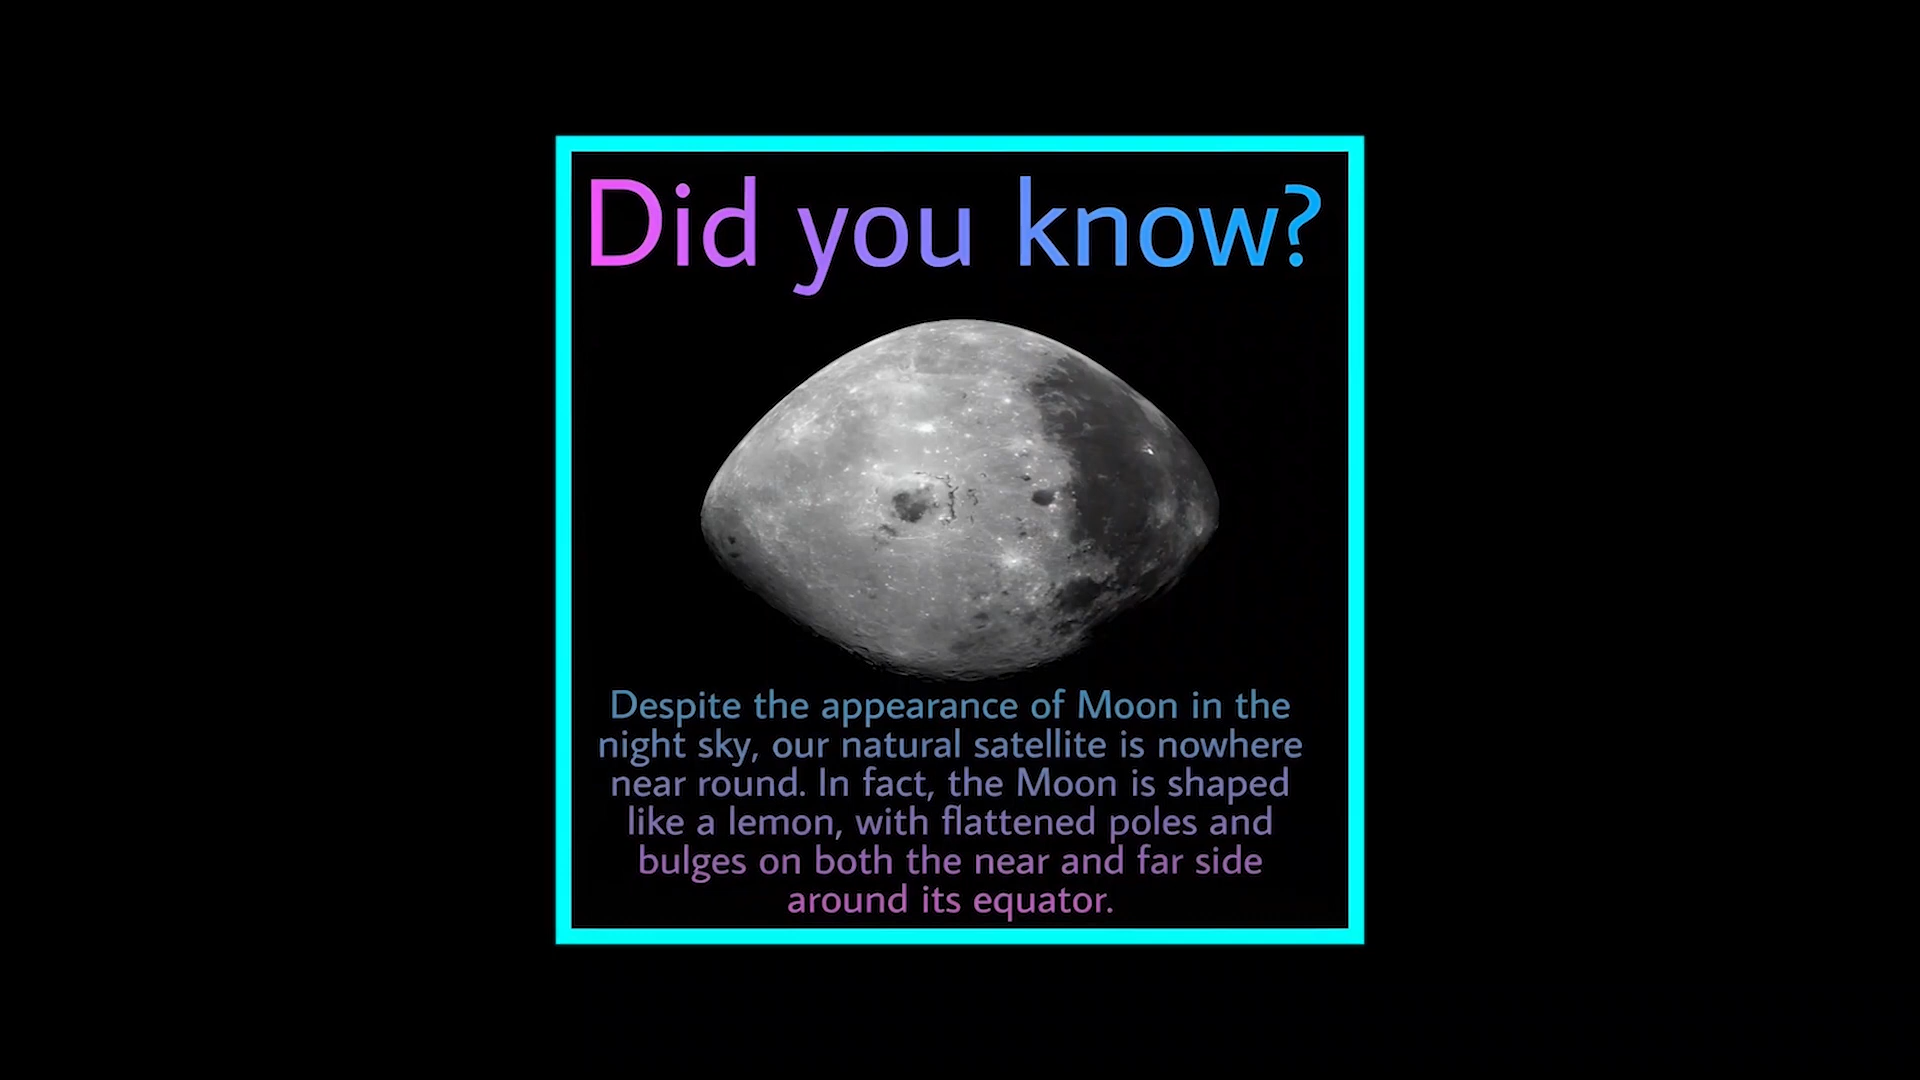 Did you know?
Despite the appearance of Moon in the
night sky, our natural satellite is nowhere
near round. In fact, the Moon is shaped
like a lemon, with flattened poles and
bulges on both the near and far side
around its equator.